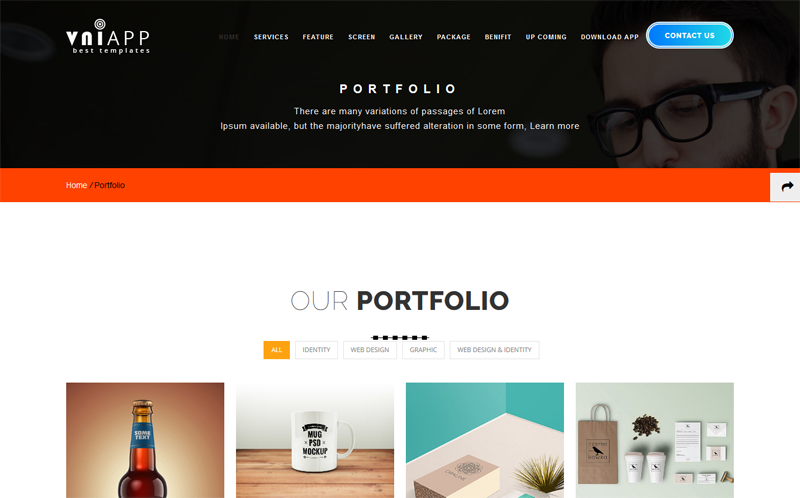 vniAPP
best templates
HOME SERVICES FEATURE SCREEN GALLERY PACKAGE BENIFIT UP COMING DOWNLOAD APP CONTACT US
PORTFOLIO
There are many variations of passages of Lorem
Ipsum available, but the majorityhave suffered alteration in some form, Learn more
Home / Portfolio
OUR PORTFOLIO
ALL IDENTITY WEB DESIGN GRAPHIC WEB DESIGN & IDENTITY
SOME
TEXT
MUG
PSD
MOCKUP